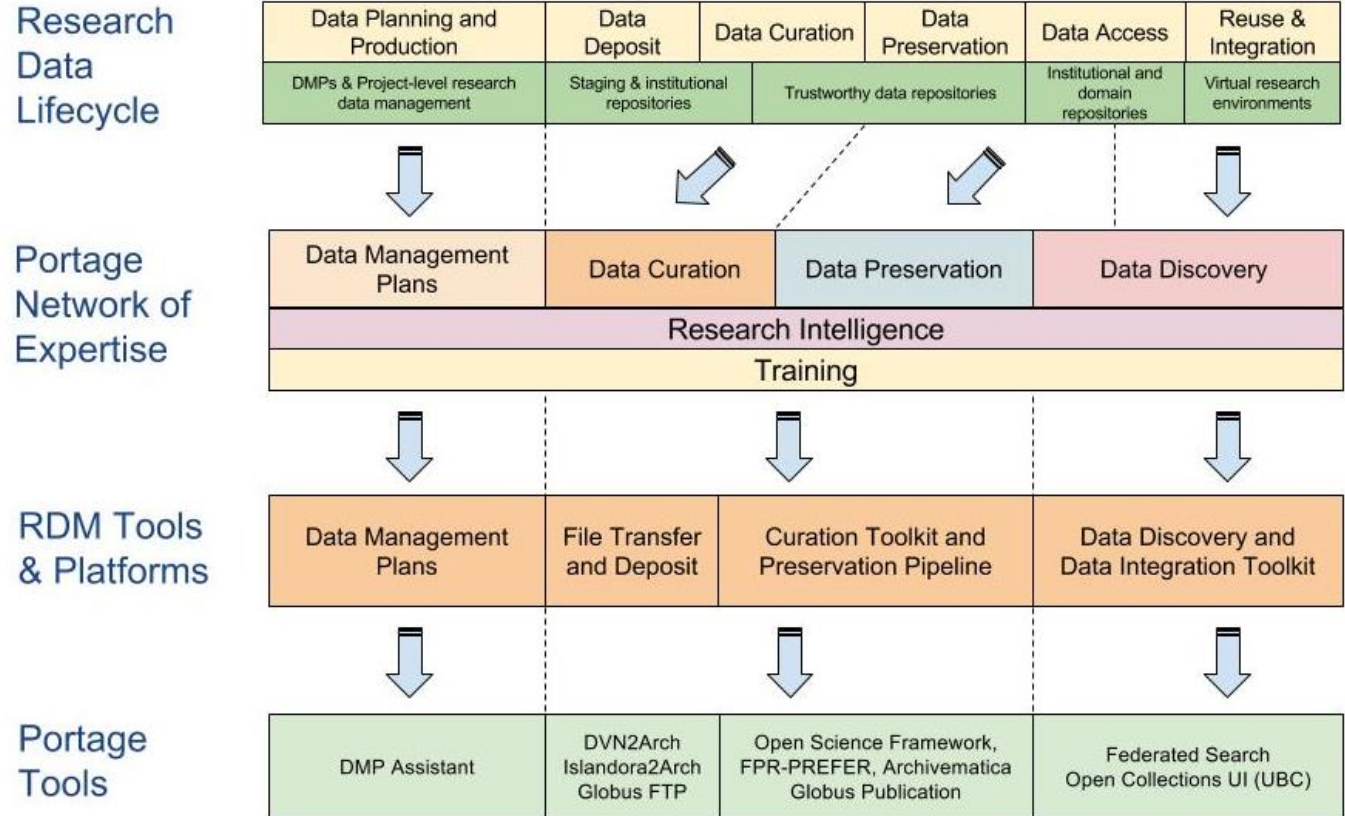 Research
Data
Lifecycle
Data Planning and
Production
Data
Deposit
Data Curation
Data
Preservation
Data Access
Reuse &
Integration
DMPs & Project-level research
data management
Staging & institutional
repositories
Trustworthy data repositories
Institutional and
domain
repositories
Virtual research
environments
Portage
Network of
Expertise
Data Management
Plans
Data Curation
Data Preservation
Data Discovery
Research Intelligence
Training
RDM Tools
& Platforms
Data Management
Plans
File Transfer
and Deposit
Curation Toolkit and
Preservation Pipeline
Data Discovery and
Data Integration Toolkit
Portage
Tools
DMP Assistant
DVN2Arch
Islandora2Arch
Globus FTP
Open Science Framework,
FPR-PREFER, Archivematica
Globus Publication
Federated Search
Open Collections UI (UBC)